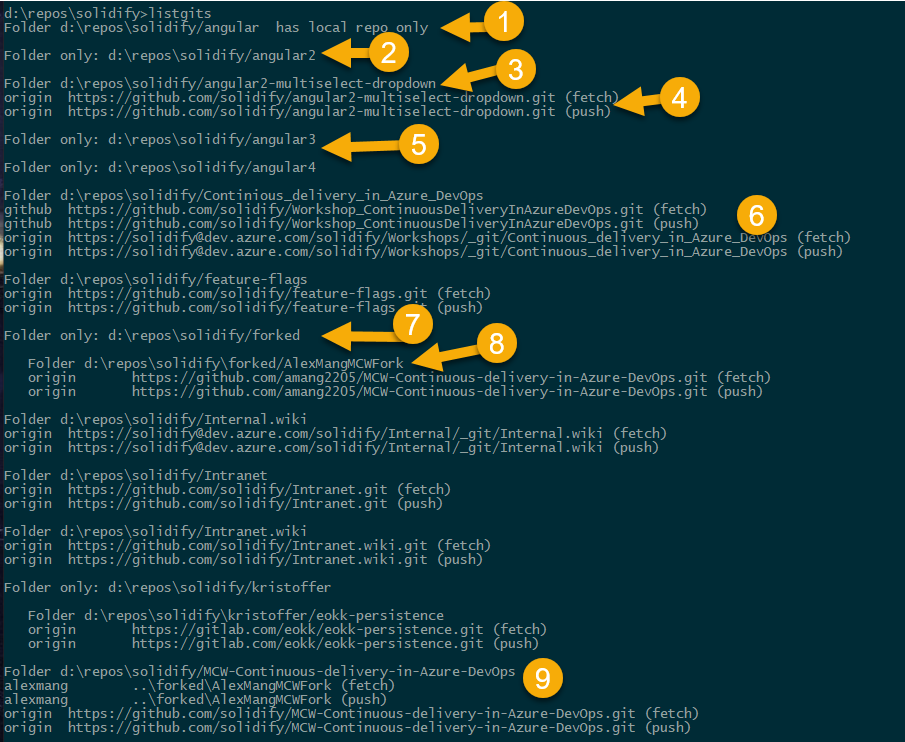 d:\repos\solidify>listgits
Folder d:\repos\solidify/angular  has local repo only
1
Folder only: d:\repos\solidify/angular2
2
Folder d:\repos\solidify/angular2-multiselect-dropdown
3
origin  https://github.com/solidify/angular2-multiselect-dropdown.git (fetch)
origin  https://github.com/solidify/angular2-multiselect-dropdown.git (push)
4
Folder only: d:\repos\solidify/angular3
5
Folder only: d:\repos\solidify/angular4
Folder d:\repos\solidify/Continious_delivery_in_Azure_DevOps
github  https://github.com/solidify/Workshop_ContinuousDeliveryInAzureDevOps.git (fetch)
github  https://github.com/solidify/Workshop_ContinuousDeliveryInAzureDevOps.git (push)
6
origin  https://solidify@dev.azure.com/solidify/Workshops/_git/Continuous_delivery_in_Azure_DevOps (fetch)
origin  https://solidify@dev.azure.com/solidify/Workshops/_git/Continuous_delivery_in_Azure_DevOps (push)
Folder d:\repos\solidify/feature-flags
origin  https://github.com/solidify/feature-flags.git (fetch)
origin  https://github.com/solidify/feature-flags.git (push)
Folder only: d:\repos\solidify/forked
7
Folder d:\repos\solidify\forked/AlexMangMCWFork
8
origin       https://github.com/amang2205/MCW-Continuous-delivery-in-Azure-DevOps.git (fetch)
origin       https://github.com/amang2205/MCW-Continuous-delivery-in-Azure-DevOps.git (push)
Folder d:\repos\solidify/Internal.wiki
origin  https://solidify@dev.azure.com/solidify/Internal/_git/Internal.wiki (fetch)
origin  https://solidify@dev.azure.com/solidify/Internal/_git/Internal.wiki (push)
Folder d:\repos\solidify/Intranet
origin  https://github.com/solidify/Intranet.git (fetch)
origin  https://github.com/solidify/Intranet.git (push)
Folder d:\repos\solidify/Intranet.wiki
origin  https://github.com/solidify/Intranet.wiki.git (fetch)
origin  https://github.com/solidify/Intranet.wiki.git (push)
Folder only: d:\repos\solidify/kristoffer
Folder d:\repos\solidify\kristoffer/eokk-persistence
origin       https://gitlab.com/eokk/eokk-persistence.git (fetch)
origin       https://gitlab.com/eokk/eokk-persistence.git (push)
Folder d:\repos\solidify/MCW-Continuous-delivery-in-Azure-DevOps
9
alexmang        ..\forked\AlexMangMCWFork (fetch)
alexmang        ..\forked\AlexMangMCWFork (push)
origin  https://github.com/solidify/MCW-Continuous-delivery-in-Azure-DevOps.git (fetch)
origin  https://github.com/solidify/MCW-Continuous-delivery-in-Azure-DevOps.git (push)